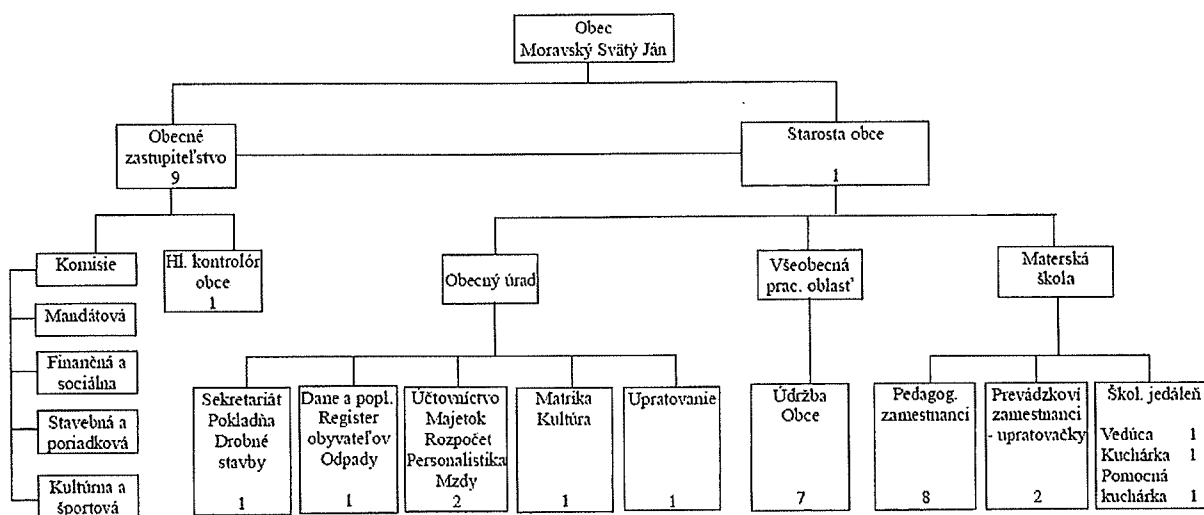 Obec
Moravský Svätý Ján
Obecné
zastupiteľstvo
9
Starosta obce
1
Komisie
Mandátová
Finančná a
sociálna
Stavebná a
poriadková
Kultúrna a
športová
Hl. kontrolór
obce
1
Obecný úrad
Všeobecná
prac. oblasť
Materská
škola
Sekretariát
Pokladňa
Drobné
stavby
1
Dane a popl.
Register
obyvateľov
Odpady
1
Účtovníctvo
Majetok
Rozpočet
Personalistika
Mzdy
2
Matrika
Kultúra
1
Upratovanie
1
Údržba
Obce
7
Pedagog.
zamestnanci
8
Prevádzkoví
zamestnanci
- upratovačky
2
Škol. jedáleň
Vedúca 1
Kuchárka 1
Pomocná
kuchárka 1